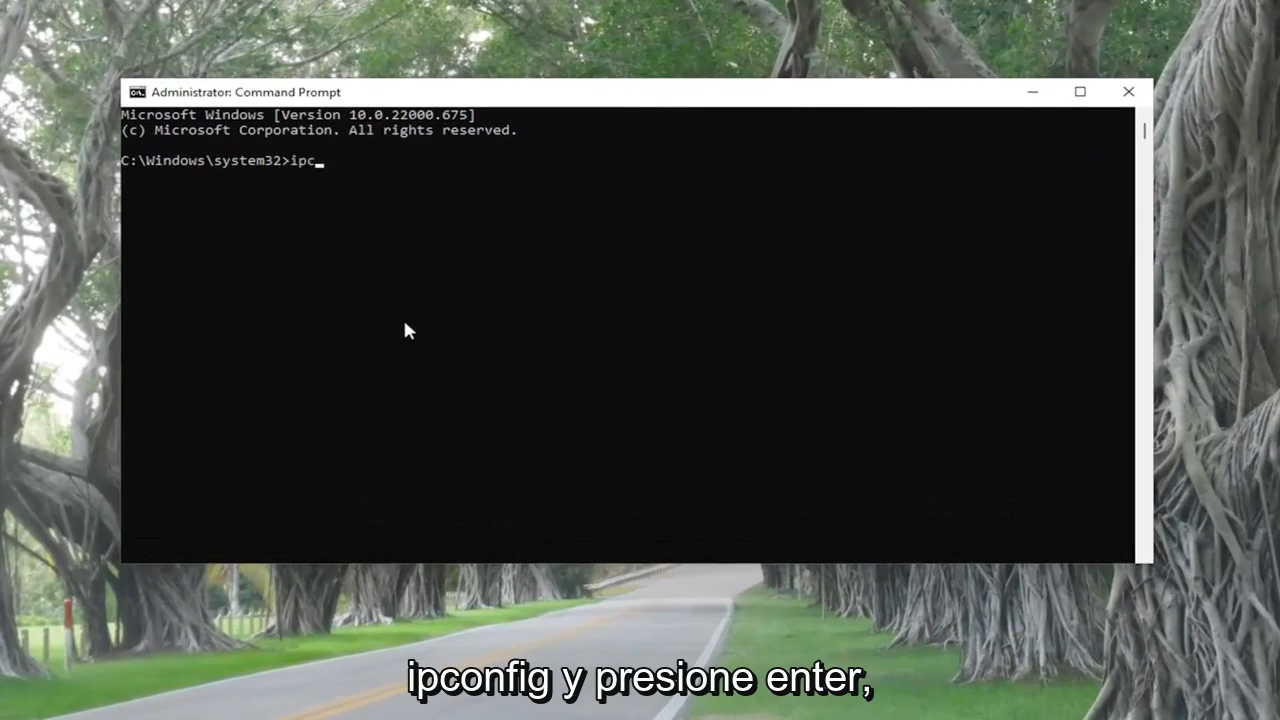 Administrator: Command Prompt
Microsoft Windows [Version 10.0.22000.675]
(c) Microsoft Corporation. All rights reserved.
C:\Windows\system32>ipc
ipconfig y presione enter,